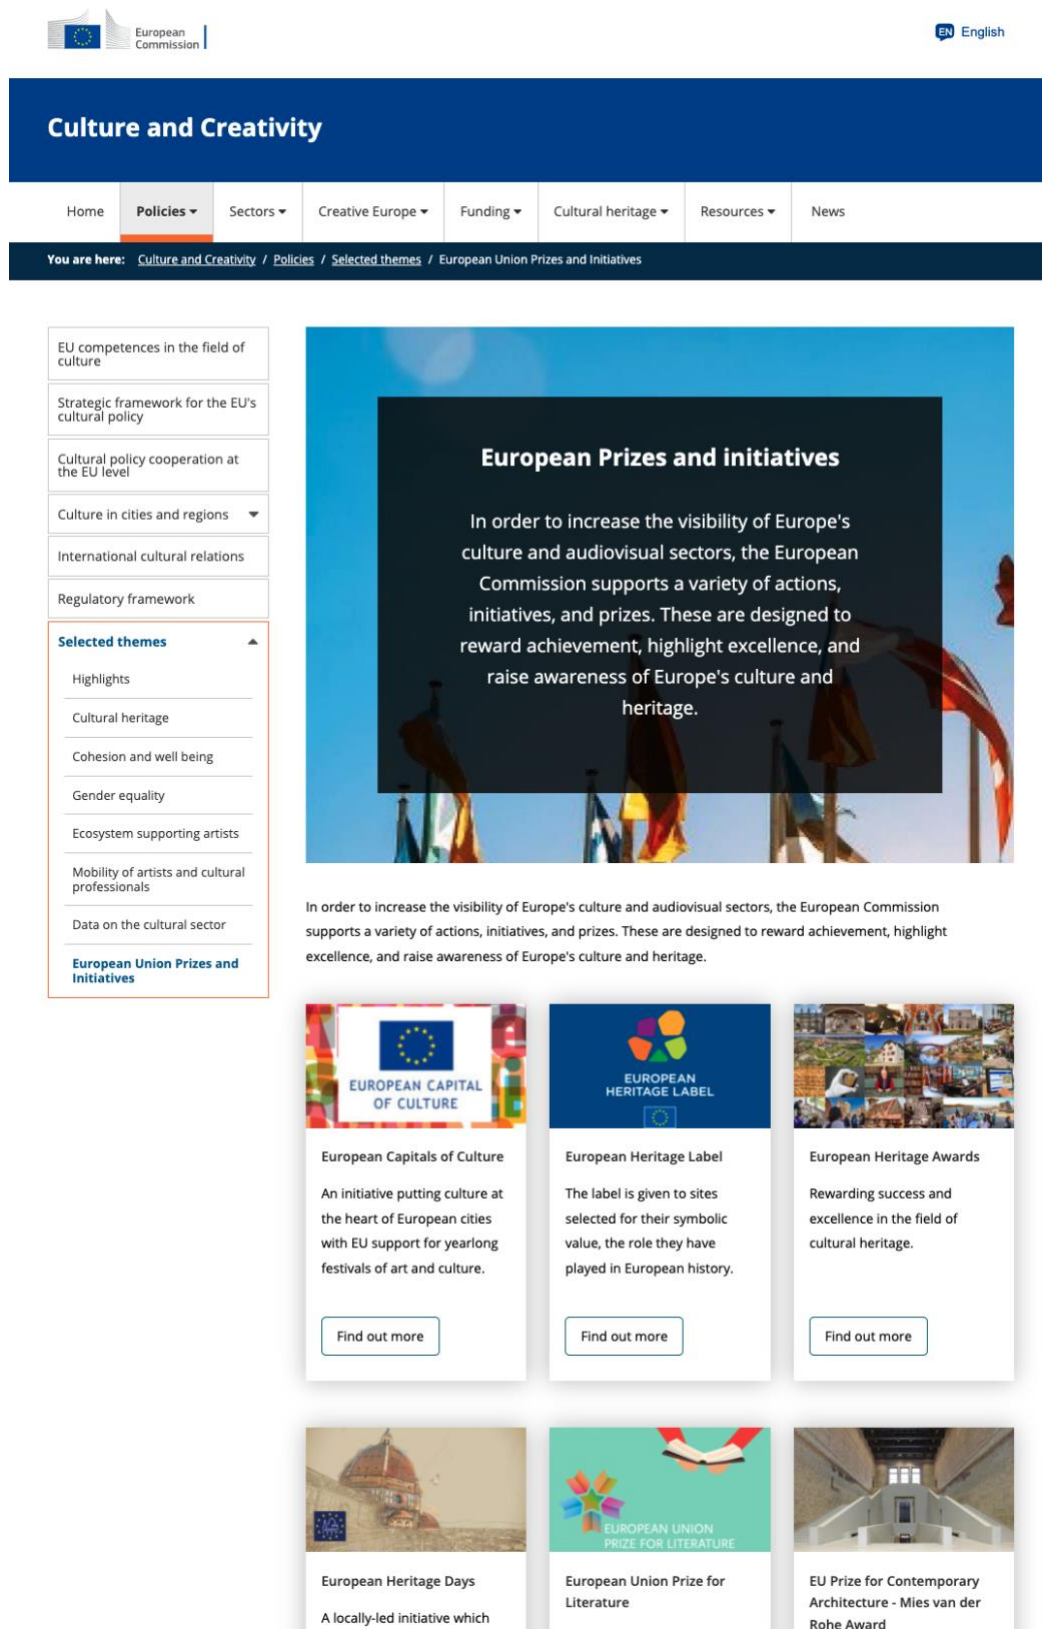 European
Commission
EN English
Culture and Creativity
Home Policies Sectors Creative Europe Funding Cultural heritage Resources News
You are here: Culture and Creativity / Policies / Selected themes / European Union Prizes and Initiatives
EU competences in the field of
culture
Strategic framework for the EU's
cultural policy
Cultural policy cooperation at
the EU level
Culture in cities and regions
International cultural relations
Regulatory framework
Selected themes
Highlights
Cultural heritage
Cohesion and well being
Gender equality
Ecosystem supporting artists
Mobility of artists and cultural
professionals
Data on the cultural sector
European Union Prizes and
Initiatives
European Prizes and initiatives
In order to increase the visibility of Europe's
culture and audiovisual sectors, the European
Commission supports a variety of actions,
initiatives, and prizes. These are designed to
reward achievement, highlight excellence, and
raise awareness of Europe's culture and
heritage.
In order to increase the visibility of Europe's culture and audiovisual sectors, the European Commission
supports a variety of actions, initiatives, and prizes. These are designed to reward achievement, highlight
excellence, and raise awareness of Europe's culture and heritage.
EUROPEAN CAPITAL
OF CULTURE
European Capitals of Culture
An initiative putting culture at
the heart of European cities
with EU support for yearlong
festivals of art and culture.
Find out more
EUROPEAN
HERITAGE LABEL
European Heritage Label
The label is given to sites
selected for their symbolic
value, the role they have
played in European history.
Find out more
European Heritage Awards
Rewarding success and
excellence in the field of
cultural heritage.
Find out more
European Heritage Days
A locally-led initiative which
EUROPEAN UNION
PRIZE FOR LITERATURE
European Union Prize for
Literature
EU Prize for Contemporary
Architecture - Mies van der
Rohe Award